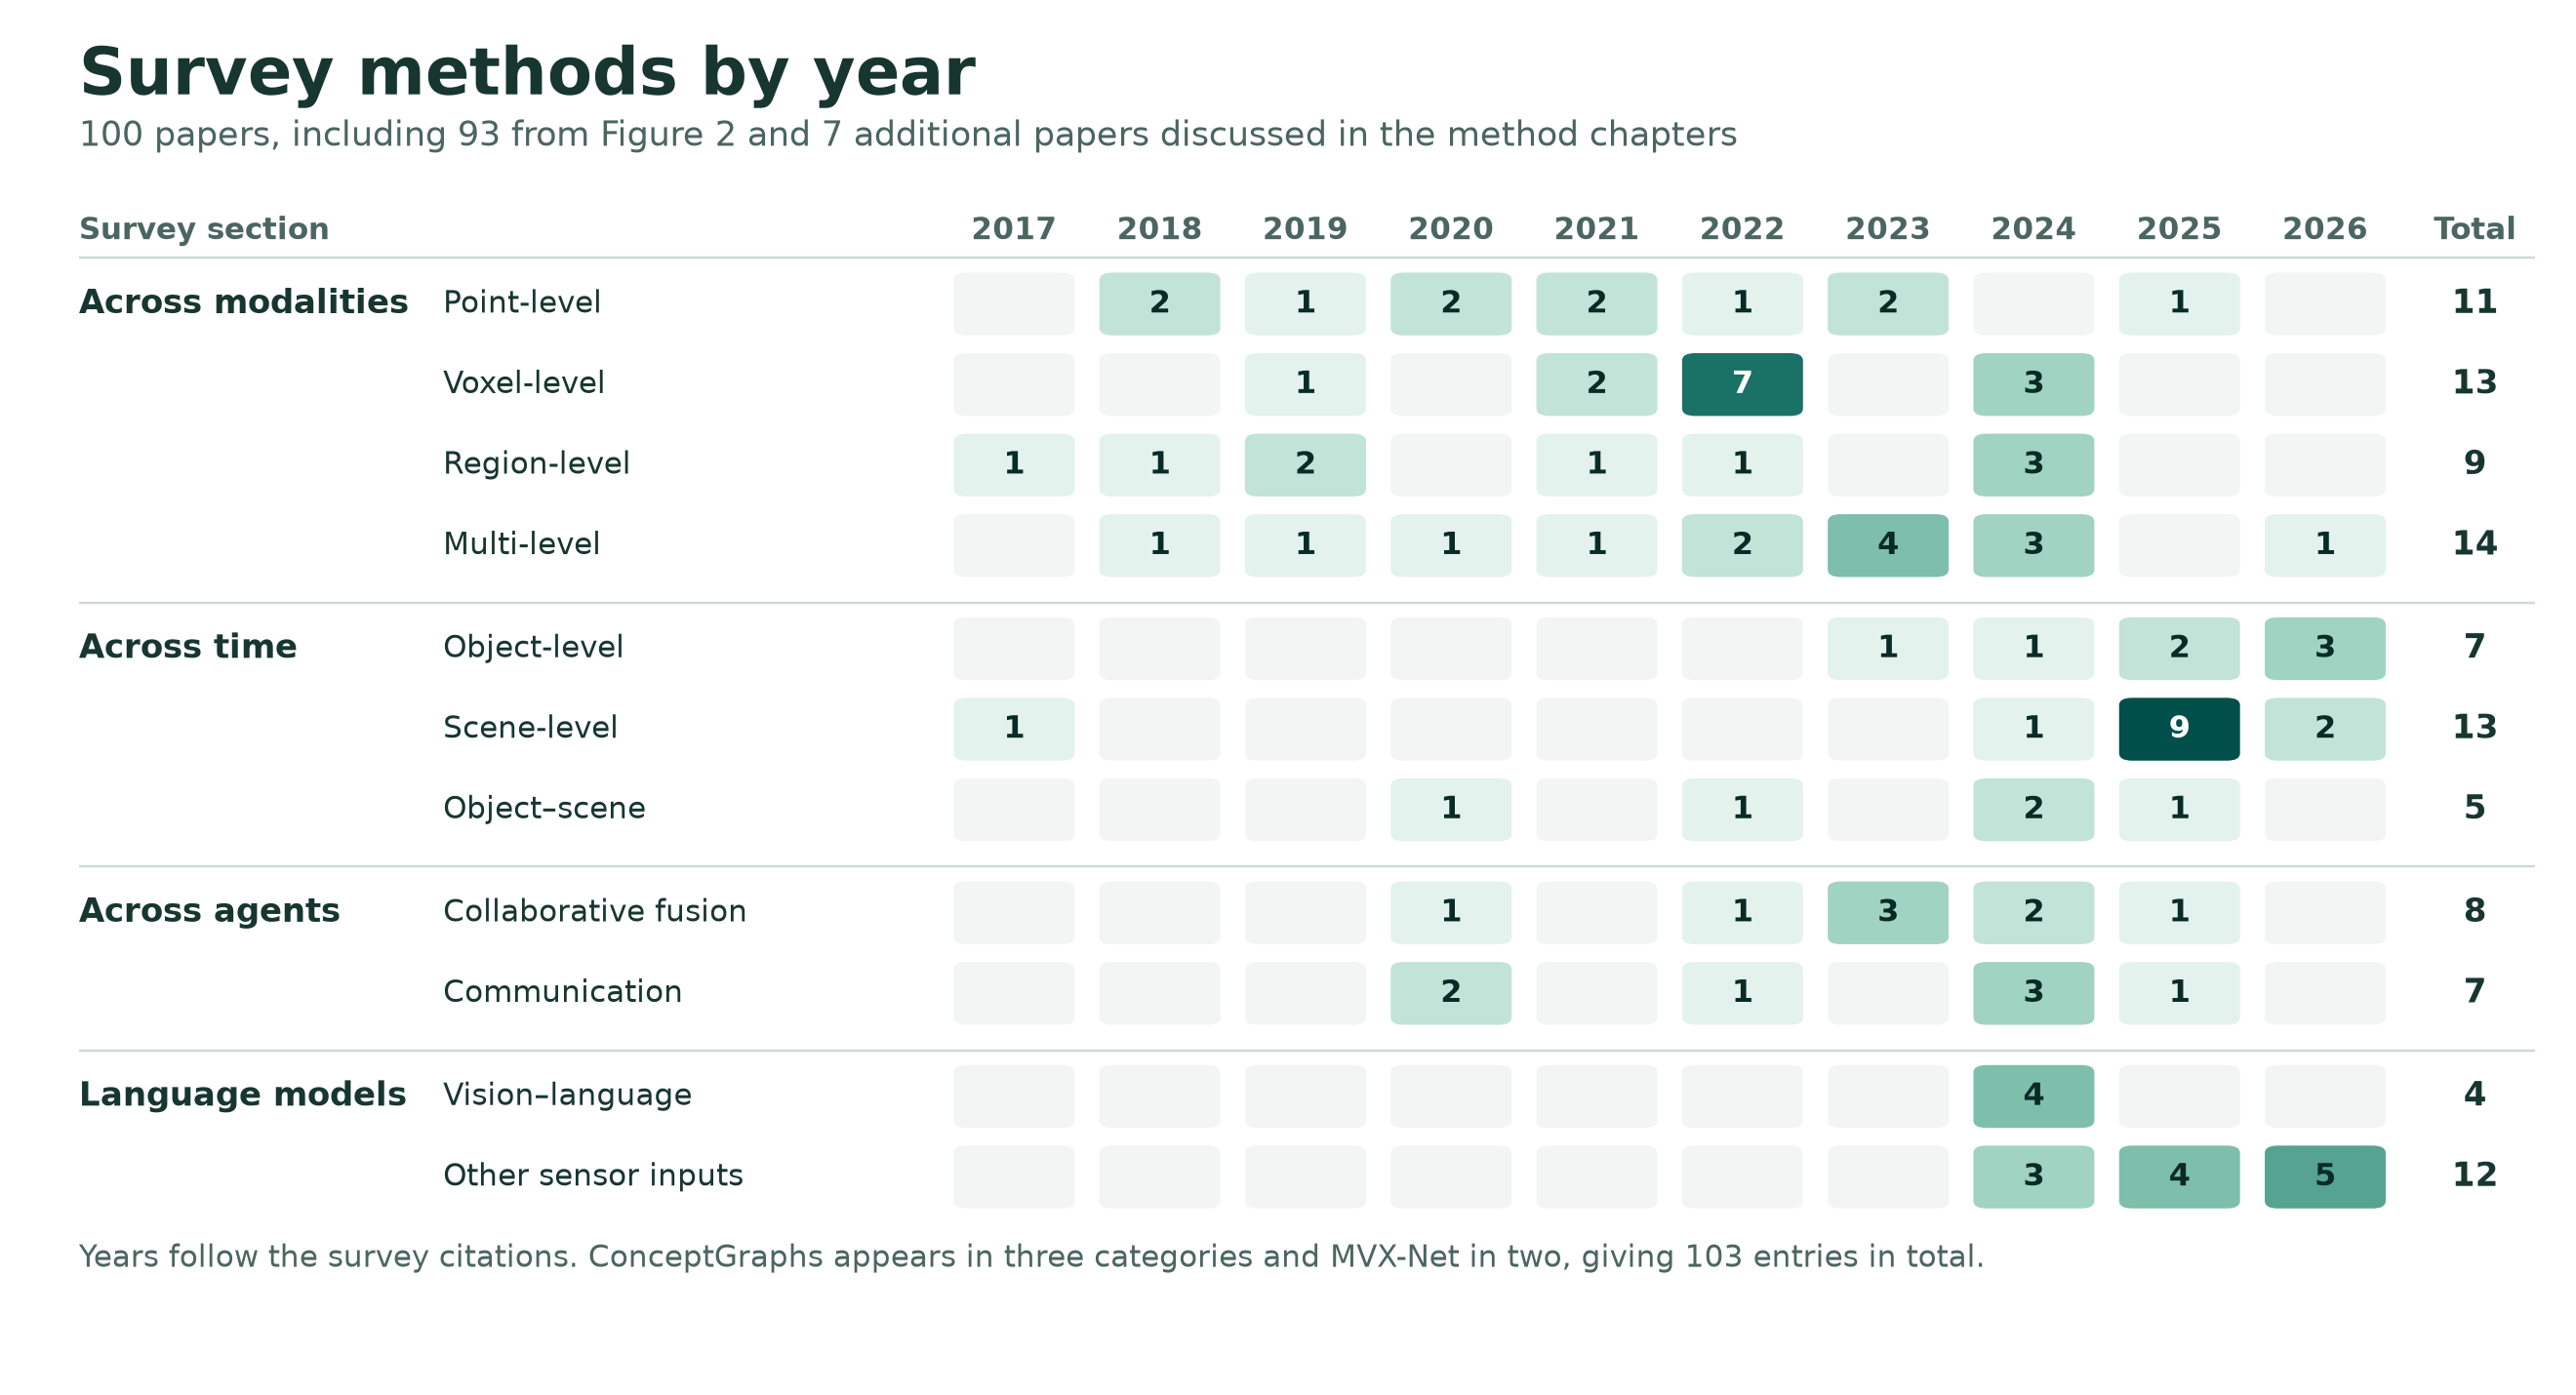 Survey methods by year
100 papers, including 93 from Figure 2 and 7 additional papers discussed in the method chapters
Survey section 2017 2018 2019 2020 2021 2022 2023 2024 2025 2026 Total
Across modalities Point-level 2 1 2 2 1 2 1 11
Voxel-level 1 2 7 3 13
Region-level 1 1 2 1 1 3 9
Multi-level 1 1 1 1 2 4 3 1 14
Across time Object-level 1 1 2 3 7
Scene-level 1 1 9 2 13
Object–scene 1 1 2 1 5
Across agents Collaborative fusion 1 1 3 2 1 8
Communication 2 1 3 1 7
Language models Vision–language 4 4
Other sensor inputs 3 4 5 12
Years follow the survey citations. ConceptGraphs appears in three categories and MVX-Net in two, giving 103 entries in total.